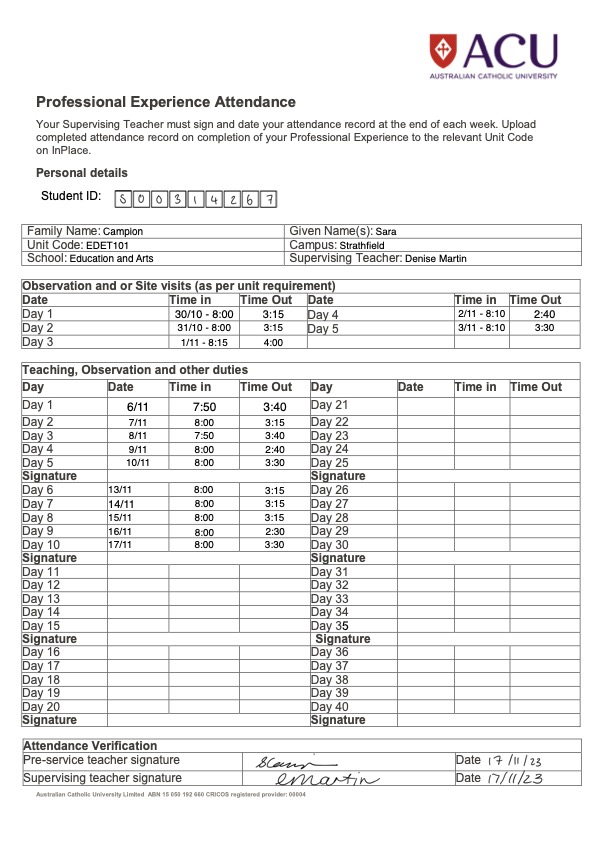 ACU
AUSTRALIAN CATHOLIC UNIVERSITY
Professional Experience Attendance
Your Supervising Teacher must sign and date your attendance record at the end of each week. Upload
completed attendance record on completion of your Professional Experience to the relevant Unit Code
on InPlace.
Personal details
Student ID: S 0 0 3 1 4 2 6 7
Family Name: Campion Given Name(s): Sara
Unit Code: EDET101 Campus: Strathfield
School: Education and Arts Supervising Teacher: Denise Martin
Observation and or Site visits (as per unit requirement)
Date Time in Time Out Date Time in Time Out
Day 1 30/10 - 8:00 3:15 Day 4 2/11 - 8:10 2:40
Day 2 31/10 - 8:00 3:15 Day 5 3/11 - 8:10 3:30
Day 3 1/11 - 8:15 4:00
Teaching, Observation and other duties
Day Date Time in Time Out Day Date Time in Time Out
Day 1 6/11 7:50 3:40 Day 21
Day 2 7/11 8:00 3:15 Day 22
Day 3 8/11 7:50 3:40 Day 23
Day 4 9/11 8:00 2:40 Day 24
Day 5 10/11 8:00 3:30 Day 25
Signature Signature
Day 6 13/11 8:00 3:15 Day 26
Day 7 14/11 8:00 3:15 Day 27
Day 8 15/11 8:00 3:15 Day 28
Day 9 16/11 8:00 2:30 Day 29
Day 10 17/11 8:00 3:30 Day 30
Signature Signature
Day 11 Day 31
Day 12 Day 32
Day 13 Day 33
Day 14 Day 34
Day 15 Day 35
Signature Signature
Day 16 Day 36
Day 17 Day 37
Day 18 Day 38
Day 19 Day 39
Day 20 Day 40
Signature Signature
Attendance Verification
Pre-service teacher signature Date 17/11/23
Supervising teacher signature Martin Date 17/11/23
Australian Catholic University Limited ABN 15 050 192 660 CRICOS registered provider: 00004